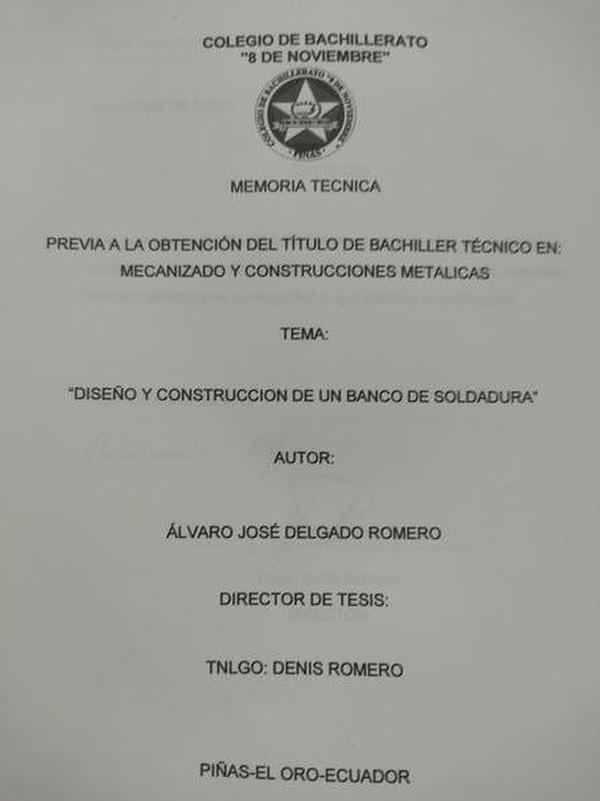 COLEGIO DE BACHILLERATO
"8 DE NOVIEMBRE"
COLEGIO DE BACHILLERATO "8 DE NOVIEMBRE"
PIÑAS
MEMORIA TECNICA
PREVIA A LA OBTENCIÓN DEL TÍTULO DE BACHILLER TÉCNICO EN:
MECANIZADO Y CONSTRUCCIONES METALICAS
TEMA:
"DISEÑO Y CONSTRUCCION DE UN BANCO DE SOLDADURA"
AUTOR:
ÁLVARO JOSÉ DELGADO ROMERO
DIRECTOR DE TESIS:
TNLGO: DENIS ROMERO
PIÑAS-EL ORO-ECUADOR